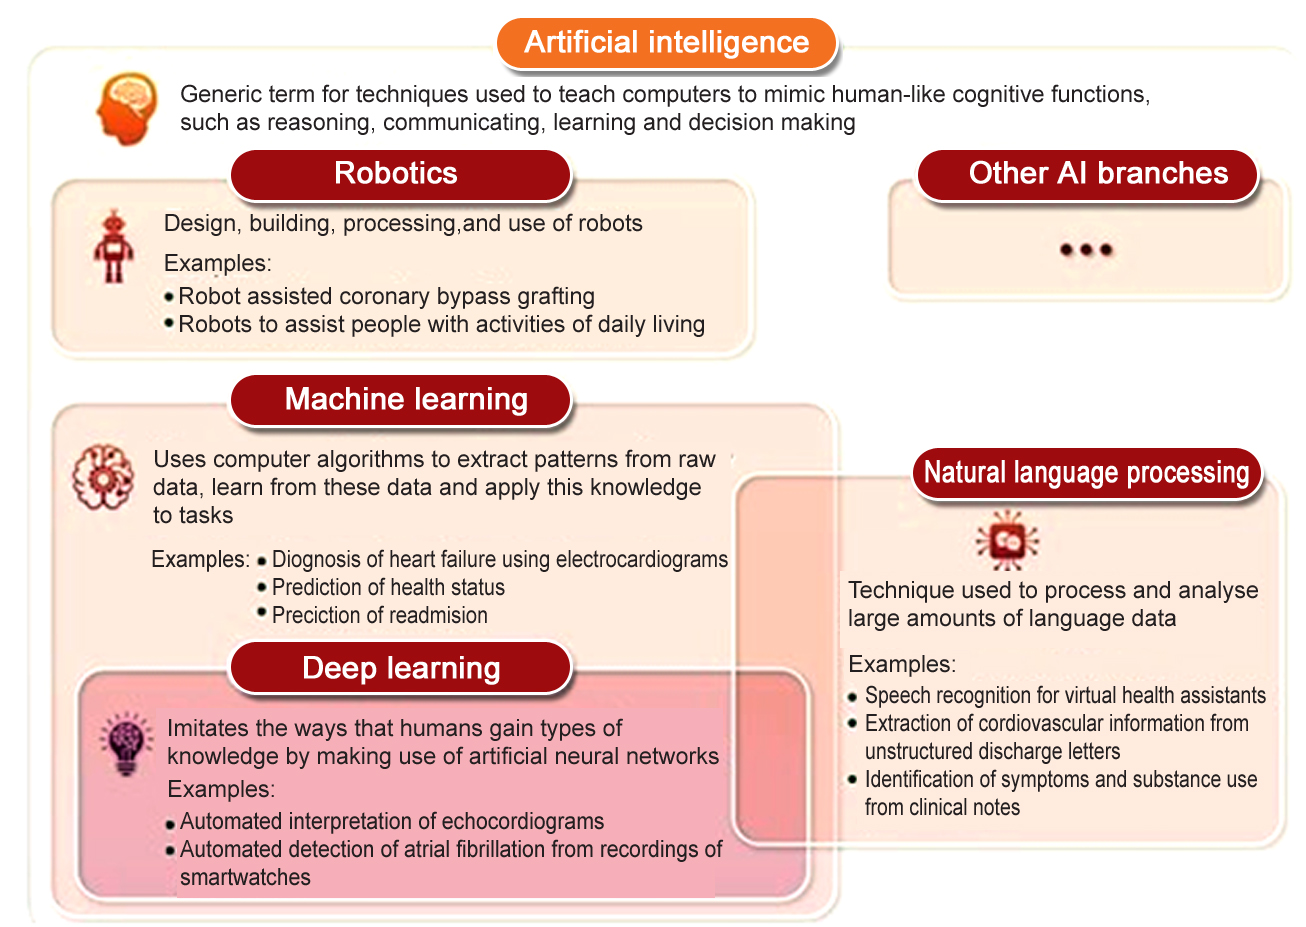 Artificial intelligence
Generic term for techniques used to teach computers to mimic human-like cognitive functions,
such as reasoning, communicating, learning and decision making
Robotics
Design, building, processing,and use of robots
Examples:
• Robot assisted coronary bypass grafting
• Robots to assist people with activities of daily living
Other AI branches
•••
Machine learning
Uses computer algorithms to extract patterns from raw
data, learn from these data and apply this knowledge
to tasks
Examples: • Diognosis of heart failure using electrocardiograms
• Prediction of health status
• Preciction of readmision
Deep learning
Imitates the ways that humans gain types of
knowledge by making use of artificial neural networks
Examples:
• Automated interpretation of echocordiograms
• Automated detection of atrial fibrillation from recordings of
smartwatches
Natural language processing
Technique used to process and analyse
large amounts of language data
Examples:
• Speech recognition for virtual health assistants
• Extraction of cordiovascular information from
unstructured discharge letters
• Identification of symptoms and substance use
from clinical notes